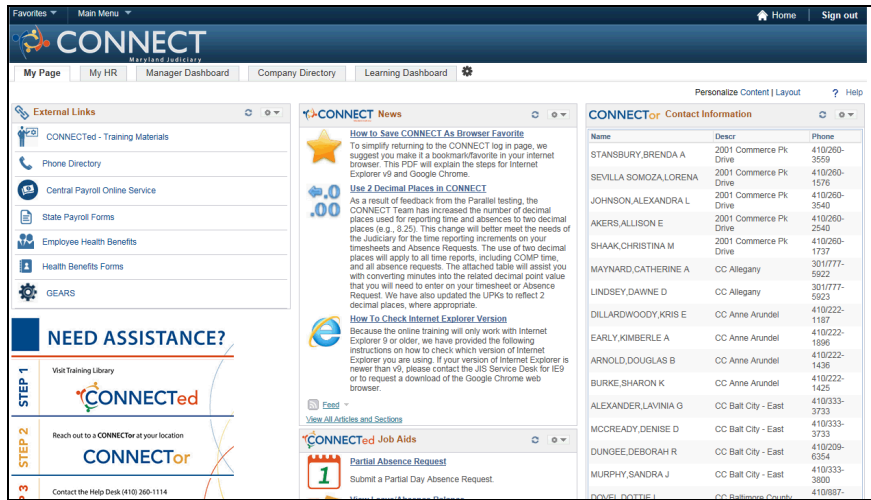 Favorites Main Menu Home Sign out
CONNECT
Maryland Judiciary
My Page My HR Manager Dashboard Company Directory Learning Dashboard
Personalize Content | Layout ? Help
External Links
CONNECTed - Training Materials
Phone Directory
Central Payroll Online Service
State Payroll Forms
Employee Health Benefits
Health Benefits Forms
GEARS
NEED ASSISTANCE?
STEP 1
Visit Training Library
CONNECTed
STEP 2
Reach out to a CONNECTor at your location
CONNECTor
3
Contact the Help Desk (410) 260-1114
CONNECT News
How to Save CONNECT As Browser Favorite
To simplify returning to the CONNECT log in page, we
suggest you make it a bookmark/favorite in your internet
browser. This PDF will explain the steps for Internet
Explorer v9 and Google Chrome.
.0
.00
Use 2 Decimal Places in CONNECT
As a result of feedback from the Parallel testing, the
CONNECT Team has increased the number of decimal
places used for reporting time and absences to two decimal
places (e.g., 8.25). This change will better meet the needs of
the Judiciary for the time reporting increments on your
timesheets and Absence Requests. The use of two decimal
places will apply to all time reports, including COMP time,
and all absence requests. The attached table will assist you
with converting minutes into the related decimal point value
that you will need to enter on your timesheet or Absence
Request. We have also updated the UPKs to reflect 2
decimal places, where appropriate.
How To Check Internet Explorer Version
Because the online training will only work with Internet
Explorer 9 or older, we have provided the following
instructions on how to check which version of Internet
Explorer you are using. If your version of Internet Explorer is
newer than v9, please contact the JIS Service Desk for IE9
or to request a download of the Google Chrome web
browser.
Feed
View All Articles and Sections
CONNECTed Job Aids
1
Partial Absence Request
Submit a Partial Day Absence Request.
View Leave/Absence Balance
CONNECTor Contact Information
Name Descr Phone
STANSBURY,BRENDA A 2001 Commerce Pk Drive 410/260-3559
SEVILLA SOMOZA,LORENA 2001 Commerce Pk Drive 410/260-1576
JOHNSON,ALEXANDRA L 2001 Commerce Pk Drive 410/260-3540
AKERS,ALLISON E 2001 Commerce Pk Drive 410/260-2540
SHAAK,CHRISTINA M 2001 Commerce Pk Drive 410/260-1737
MAYNARD,CATHERINE A CC Allegany 301/777-5922
LINDSEY,DAWNE D CC Allegany 301/777-5923
DILLARDWOODY,KRIS E CC Anne Arundel 410/222-1187
EARLY,KIMBERLE A CC Anne Arundel 410/222-1896
ARNOLD,DOUGLAS B CC Anne Arundel 410/222-1436
BURKE,SHARON K CC Anne Arundel 410/222-1425
ALEXANDER,LAVINIA G CC Balt City - East 410/333-3733
MCCREADY,DENISE D CC Balt City - East 410/333-3733
DUNGEE,DEBORAH R CC Balt City - East 410/209-6354
MURPHY,SANDRA J CC Balt City - East 410/333-3800
DOVEL,DOTTIE L CC Baltimore County 410/887-